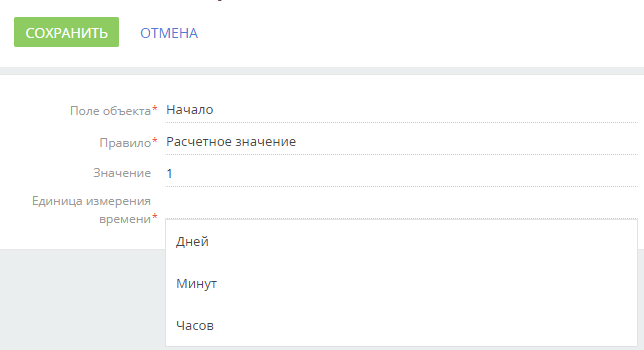 СОХРАНИТЬ ОТМЕНА
Поле объекта* Начало
Правило* Расчетное значение
Значение 1
Единица измерения
времени*
Дней
Минут
Часов